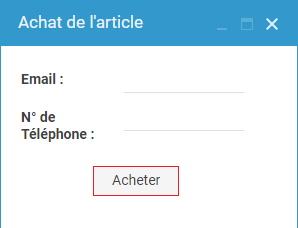 Achat de l'article
Email :
N° de
Téléphone :
Acheter